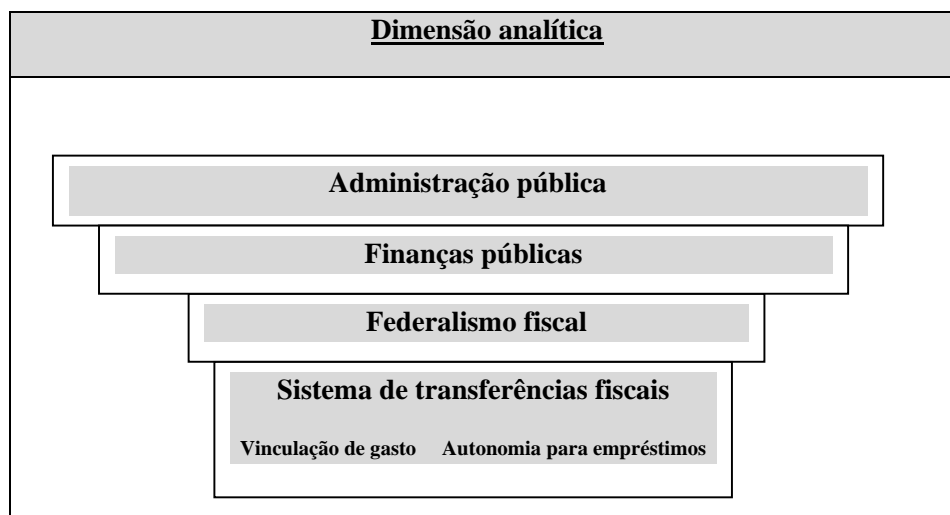 Dimensão analítica
Administração pública
Finanças públicas
Federalismo fiscal
Sistema de transferências fiscais
Vinculação de gasto Autonomia para empréstimos